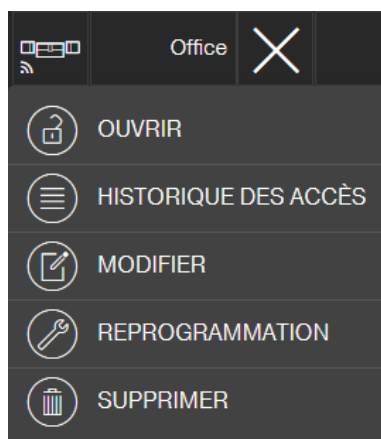 Office
OUVRIR
HISTORIQUE DES ACCÈS
MODIFIER
REPROGRAMMATION
SUPPRIMER